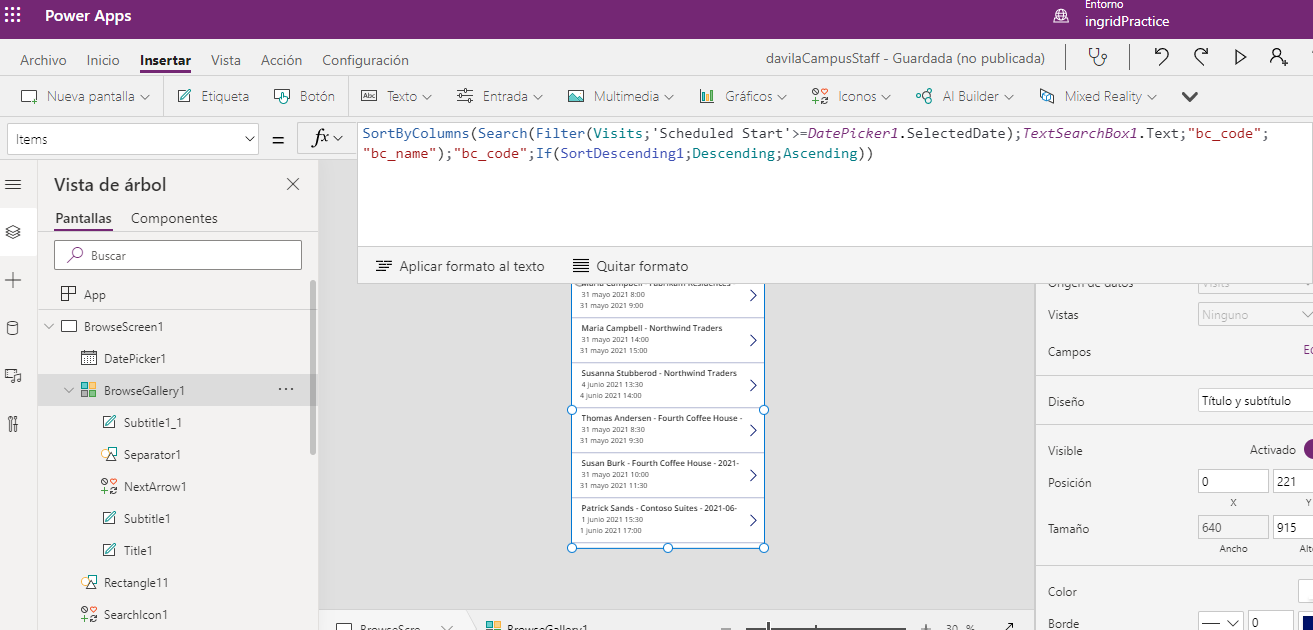 Power Apps
Entorno
ingridPractice
Archivo Inicio Insertar Vista Acción Configuración
davilaCampusStaff - Guardada (no publicada)
Nueva pantalla Etiqueta Botón Abc Texto Entrada Multimedia Gráficos Iconos AI Builder Mixed Reality
Items = fx
SortByColumns(Search(Filter(Visits;'Scheduled Start'>=DatePicker1.SelectedDate);TextSearchBox1.Text;"bc_code";
"bc_name");"bc_code";If(SortDescending1;Descending;Ascending))
Aplicar formato al texto Quitar formato
Vista de árbol
Pantallas Componentes
Buscar
App
BrowseScreen1
DatePicker1
BrowseGallery1 ...
Subtitle1_1
Separator1
NextArrow1
Subtitle1
Title1
Rectangle11
SearchIcon1
Maria Campbell - Fabrikam Residences
31 mayo 2021 8:00
31 mayo 2021 9:00
Maria Campbell - Northwind Traders
31 mayo 2021 14:00
31 mayo 2021 15:00
Susanna Stubberod - Northwind Traders
4 junio 2021 13:30
4 junio 2021 14:00
Thomas Andersen - Fourth Coffee House -
31 mayo 2021 8:30
31 mayo 2021 9:30
Susan Burk - Fourth Coffee House - 2021-
31 mayo 2021 10:00
31 mayo 2021 11:30
Patrick Sands - Contoso Suites - 2021-06-
1 junio 2021 15:30
1 junio 2021 17:00
BrowseScre BrowseGallery1 30 %
Origen de datos Visits
Vistas Ninguno
Campos
Diseño Título y subtítulo
Visible Activado
Posición 0 221
X Y
Tamaño 640 915
Ancho Alt
Color
Borde 0